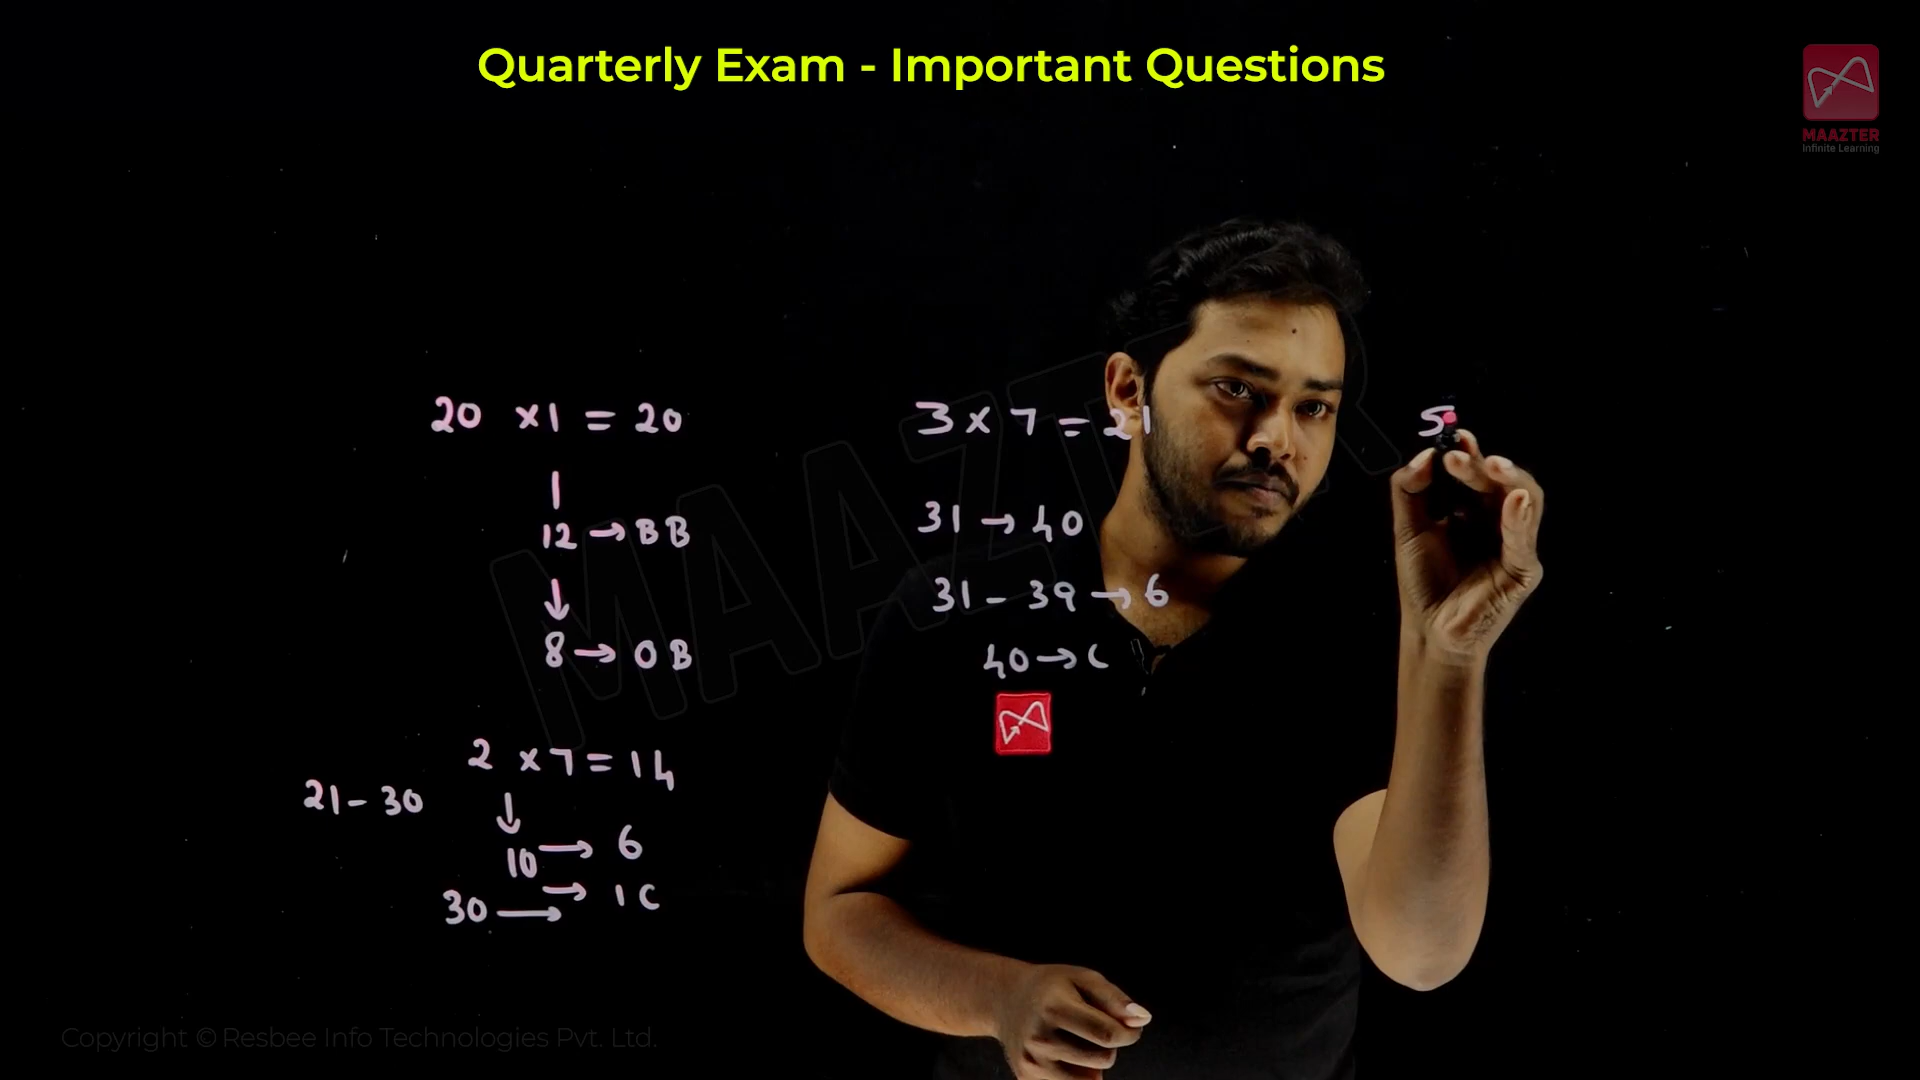 Quarterly Exam - Important Questions
MAAZTER
Infinite Learning
20 × 1 = 20
12 → BB
8 → OB
2 × 7 = 14
21 - 30
10 → 6
→ 1 C
30 →
3 × 7 = 21
31 → 40
31 - 39 → 6
40 → C
5
MAAZTER
Copyright © Resbee Info Technologies Pvt. Ltd.